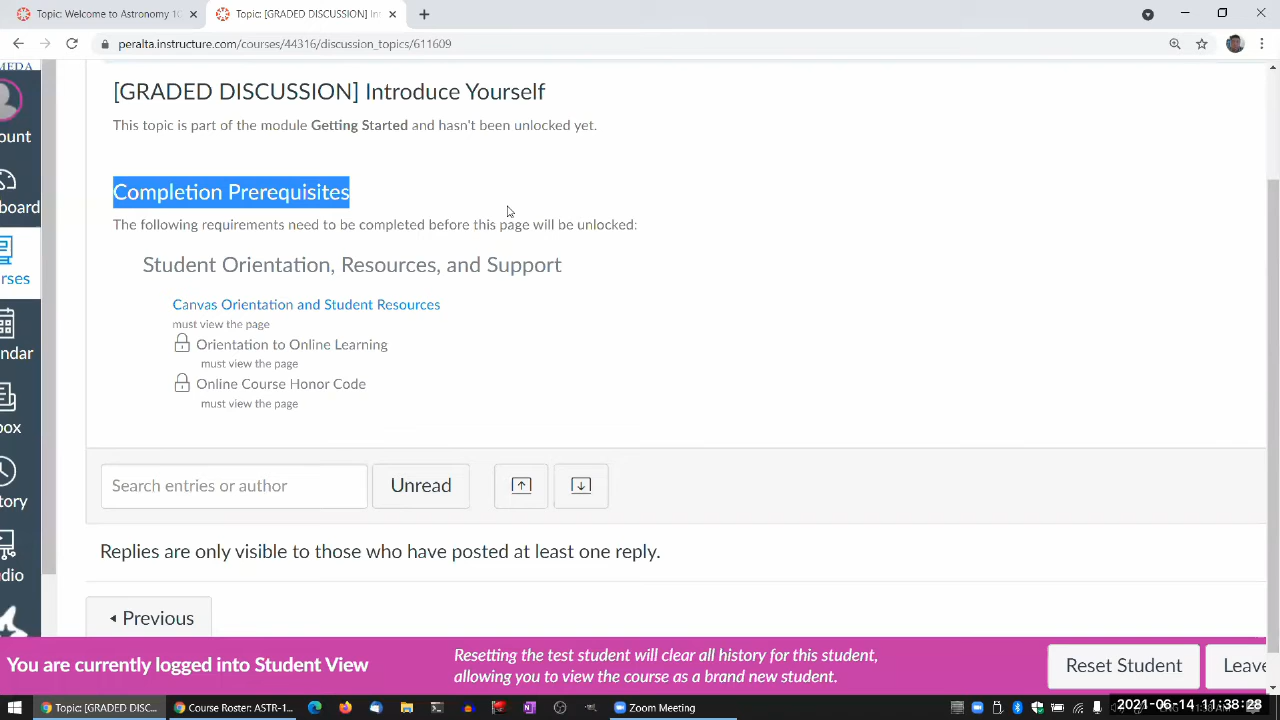 Topic: Welcome to Astronomy 10
Topic: [GRADED DISCUSSION] In
peralta.instructure.com/courses/44316/discussion_topics/611609
MEDA
[GRADED DISCUSSION] Introduce Yourself
ount
This topic is part of the module Getting Started and hasn't been unlocked yet.
Completion Prerequisites
board
The following requirements need to be completed before this page will be unlocked:
Student Orientation, Resources, and Support
rses
Canvas Orientation and Student Resources
must view the page
Orientation to Online Learning
ndar
must view the page
Online Course Honor Code
must view the page
box
Search entries or author
Unread
tory
Replies are only visible to those who have posted at least one reply.
dio
Previous
You are currently logged into Student View
Resetting the test student will clear all history for this student,
allowing you to view the course as a brand new student.
Reset Student
Leave
Topic: [GRADED DISC...
Course Roster: ASTR-1...
Zoom Meeting
2021-06-14 11:38:28